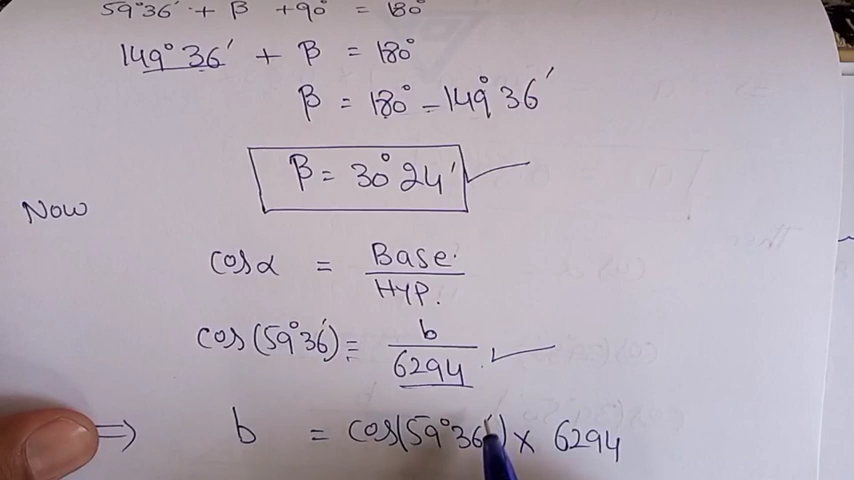 59°36' + β + 90° = 180°
149°36' + β = 180°
β = 180° - 149°36'
β = 30°24'
Now
cosα = Base / HYP.
cos(59°36') = b / 6294
⇒ b = cos(59°36') × 6294